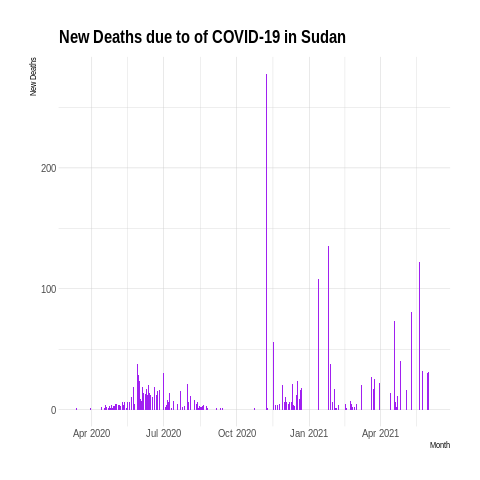 New Deaths due to of COVID-19 in Sudan
New Deaths
200
100
0
Apr 2020 Jul 2020 Oct 2020 Jan 2021 Apr 2021
Month